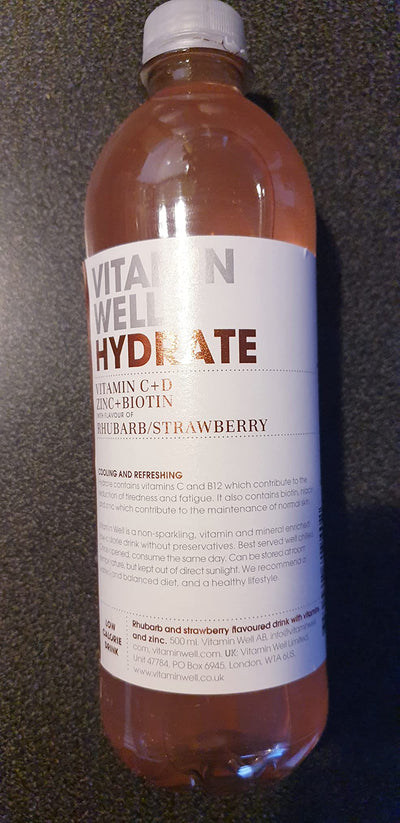 VITAMIN
WELL
HYDRATE
VITAMIN C+D
ZINC+BIOTIN
WITH FLAVOUR OF
RHUBARB/STRAWBERRY
COOLING AND REFRESHING
Hydrate contains vitamins C and B12 which contribute to the
reduction of tiredness and fatigue. It also contains biotin, niacin
and zinc which contribute to the maintenance of normal skin.
Vitamin Well is a non-sparkling, vitamin and mineral enriched
low-calorie drink without preservatives. Best served well chilled.
Once opened, consume the same day. Can be stored at room
temperature, but kept out of direct sunlight. We recommend a
varied and balanced diet, and a healthy lifestyle.
LOW
CALORIE
DRINK
Rhubarb and strawberry flavoured drink with vitamins
and zinc. 500 ml. Vitamin Well AB, info@vitaminwell.
com, vitaminwell.com. UK: Vitamin Well Limited
Unit 47784, PO Box 6945, London. W1A 6US.
www.vitaminwell.co.uk